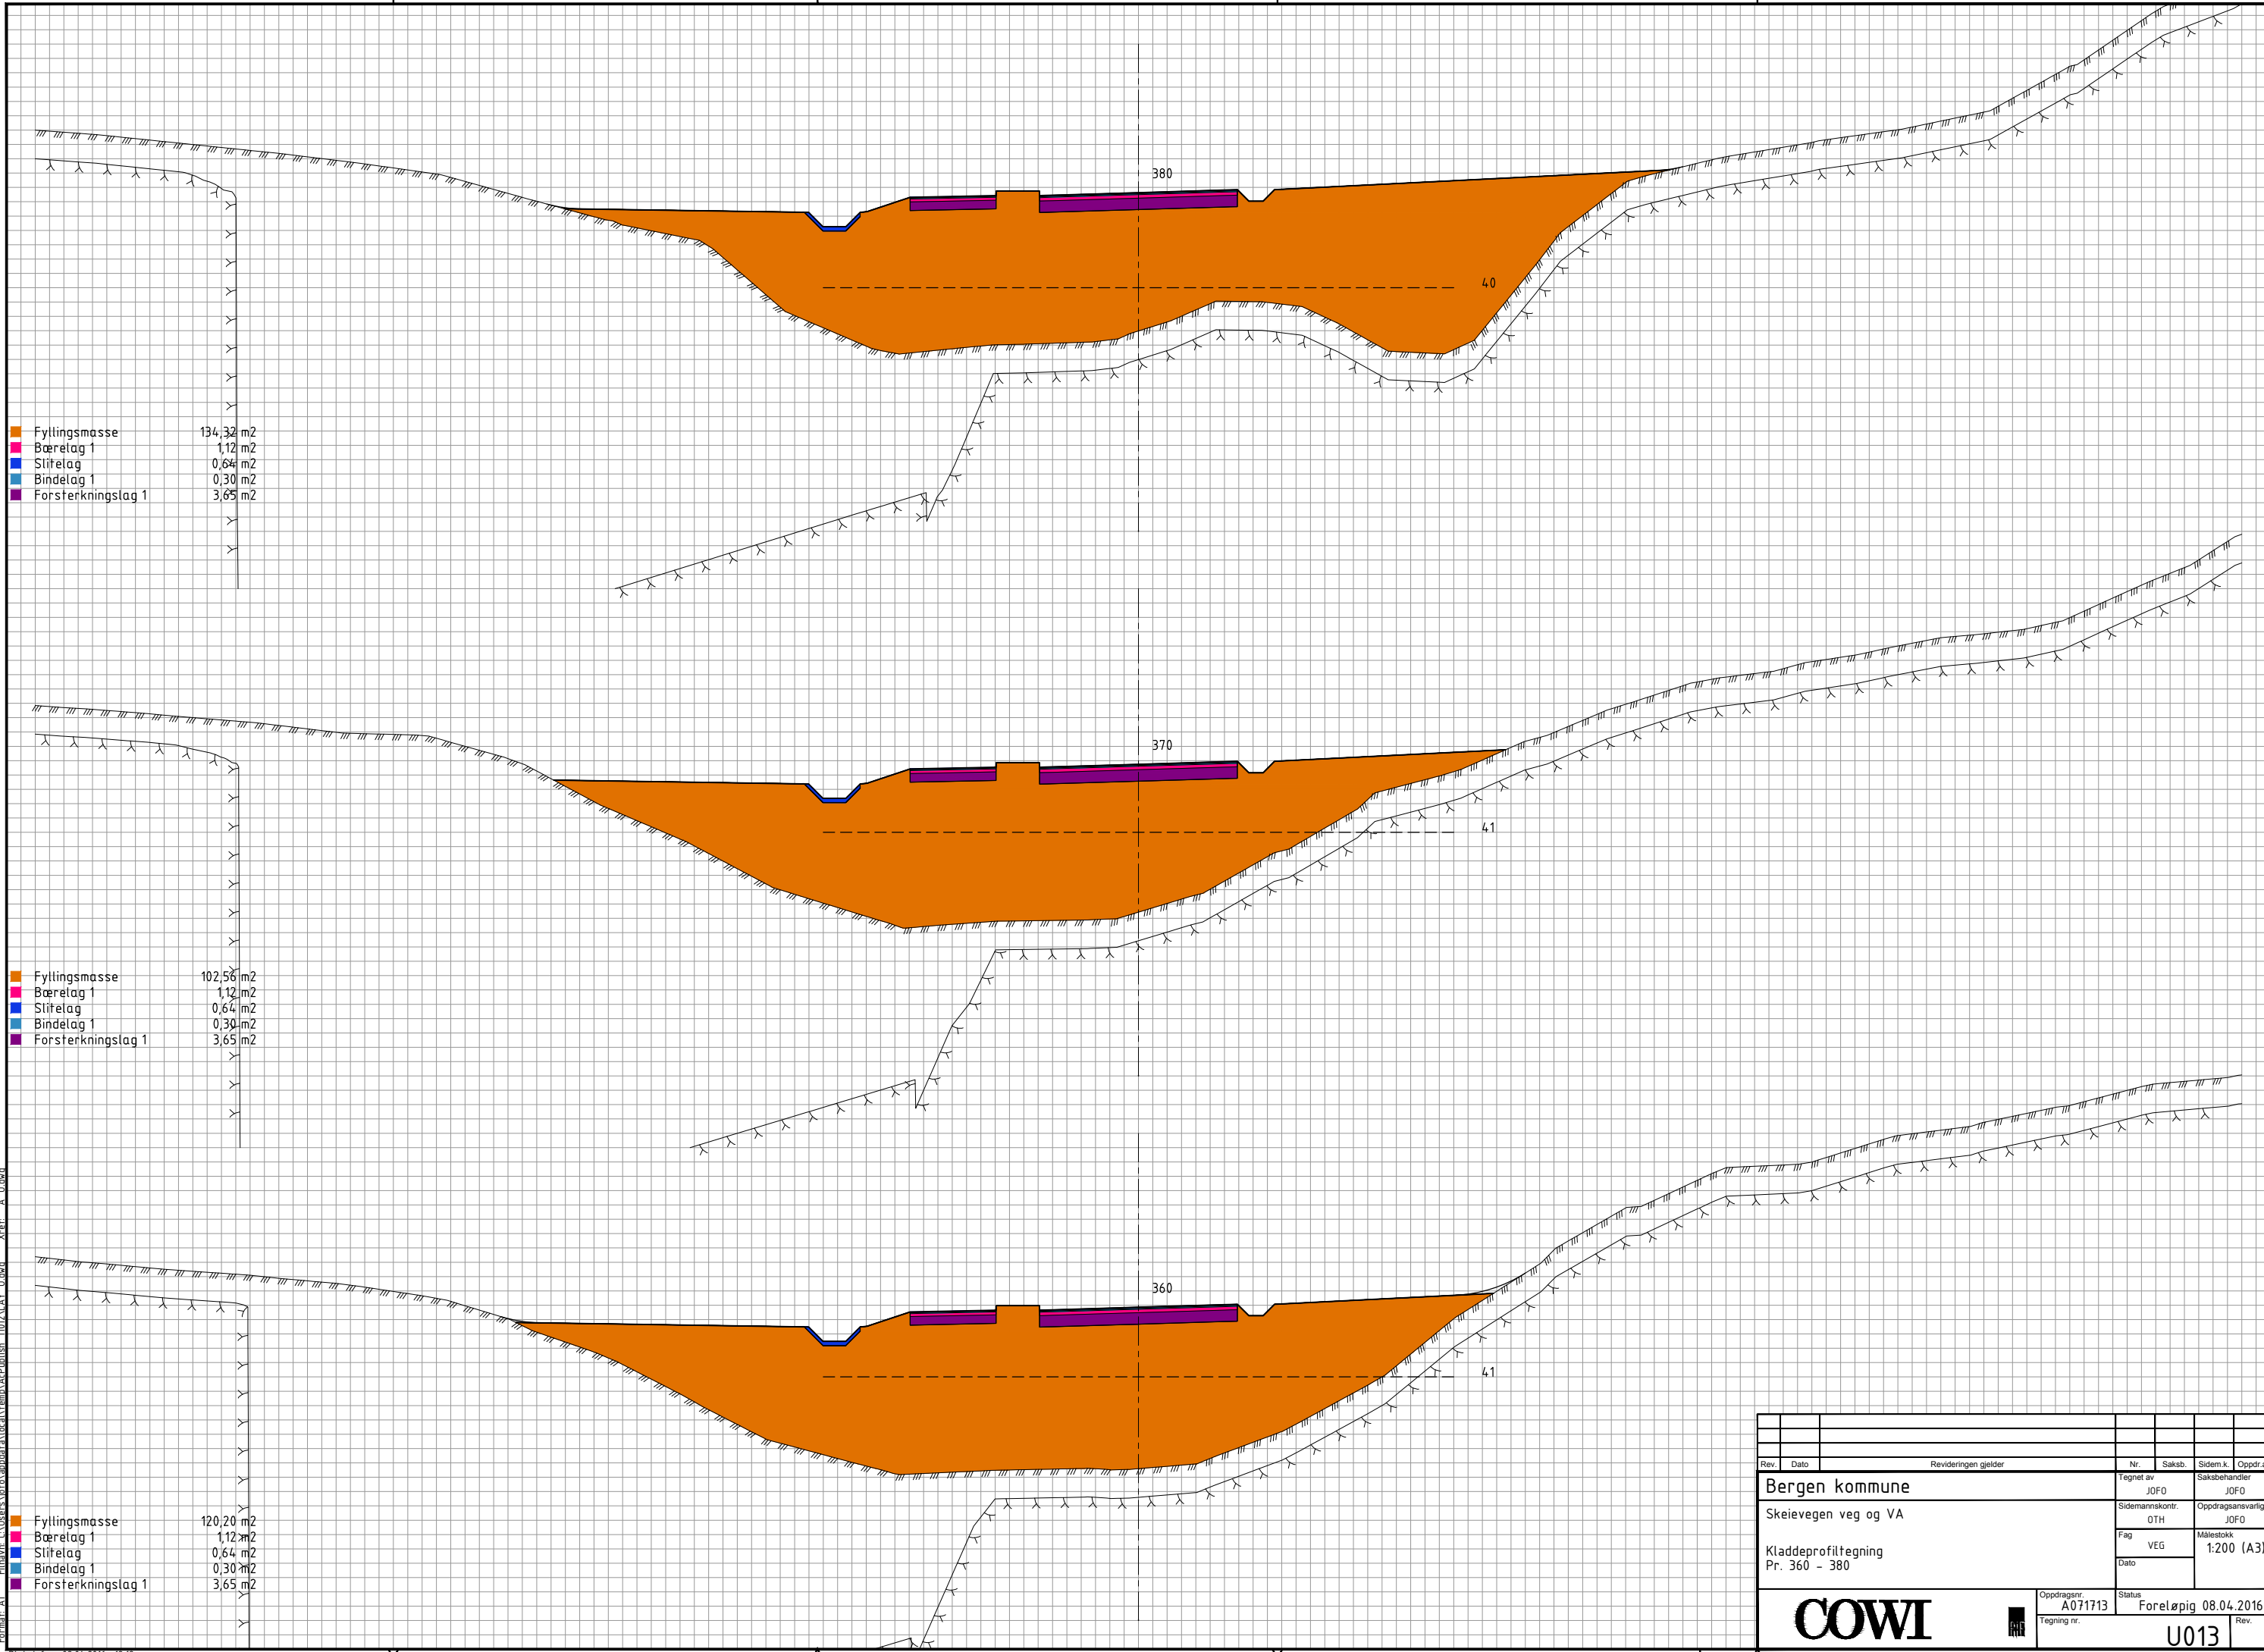 380
40
Fyllingsmasse 134,32 m2
Bærelag 1 1,12 m2
Slitelag 0,64 m2
Bindelag 1 0,30 m2
Forsterkningslag 1 3,65 m2
370
41
Fyllingsmasse 102,56 m2
Bærelag 1 1,12 m2
Slitelag 0,64 m2
Bindelag 1 0,30 m2
Forsterkningslag 1 3,65 m2
360
41
Fyllingsmasse 120,20 m2
Bærelag 1 1,12 m2
Slitelag 0,64 m2
Bindelag 1 0,30 m2
Forsterkningslag 1 3,65 m2
Rev. Dato Revideringen gjelder Nr. Saksb. Sidem.k. Oppdr.a
Bergen kommune
Skeievegen veg og VA
Kladdeprofiltegning
Pr. 360 - 380
Tegnet av
JOFO
Saksbehandler
JOFO
Sidemannskontr.
OTH
Oppdragsansvarlig
JOFO
Fag
VEG
Målestokk
1:200 (A3)
Dato
COWI
Oppdragsnr.
A071713
Status
Foreløpig 08.04.2016
Tegning nr.
U013
Rev.